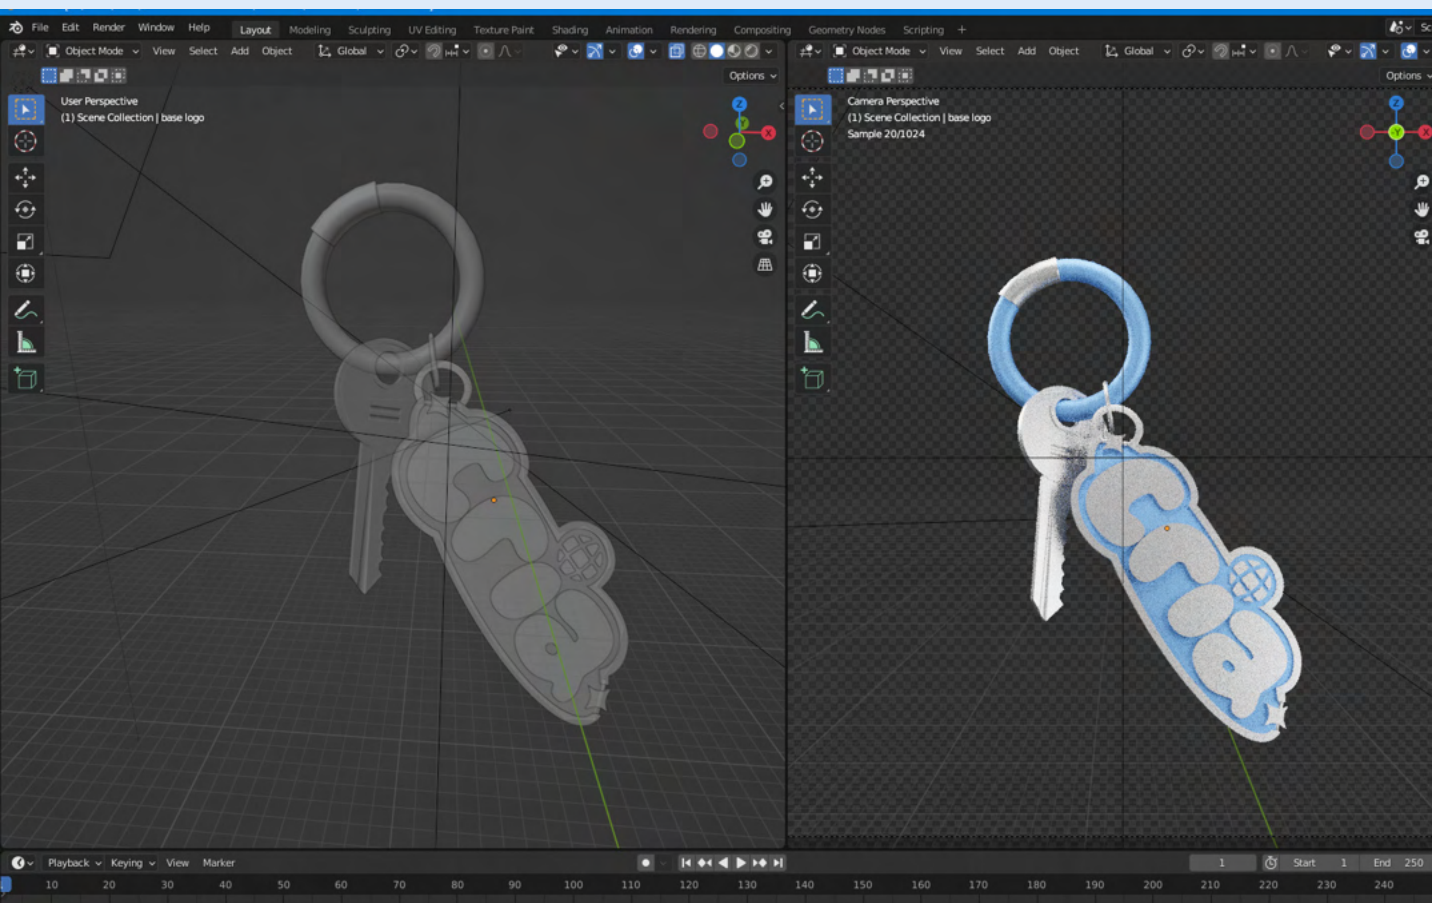 File Edit Render Window Help Layout Modeling Sculpting UV Editing Texture Paint Shading Animation Rendering Compositing Geometry Nodes Scripting + Sc
Object Mode View Select Add Object Global
Object Mode View Select Add Object Global
Options
Options
User Perspective
(1) Scene Collection | base logo
Z
Y
X
Camera Perspective
(1) Scene Collection | base logo
Sample 20/1024
Z
-Y
X
Playback Keying View Marker 1 Start 1 End 250
10 20 30 40 50 60 70 80 90 100 110 120 130 140 150 160 170 180 190 200 210 220 230 240